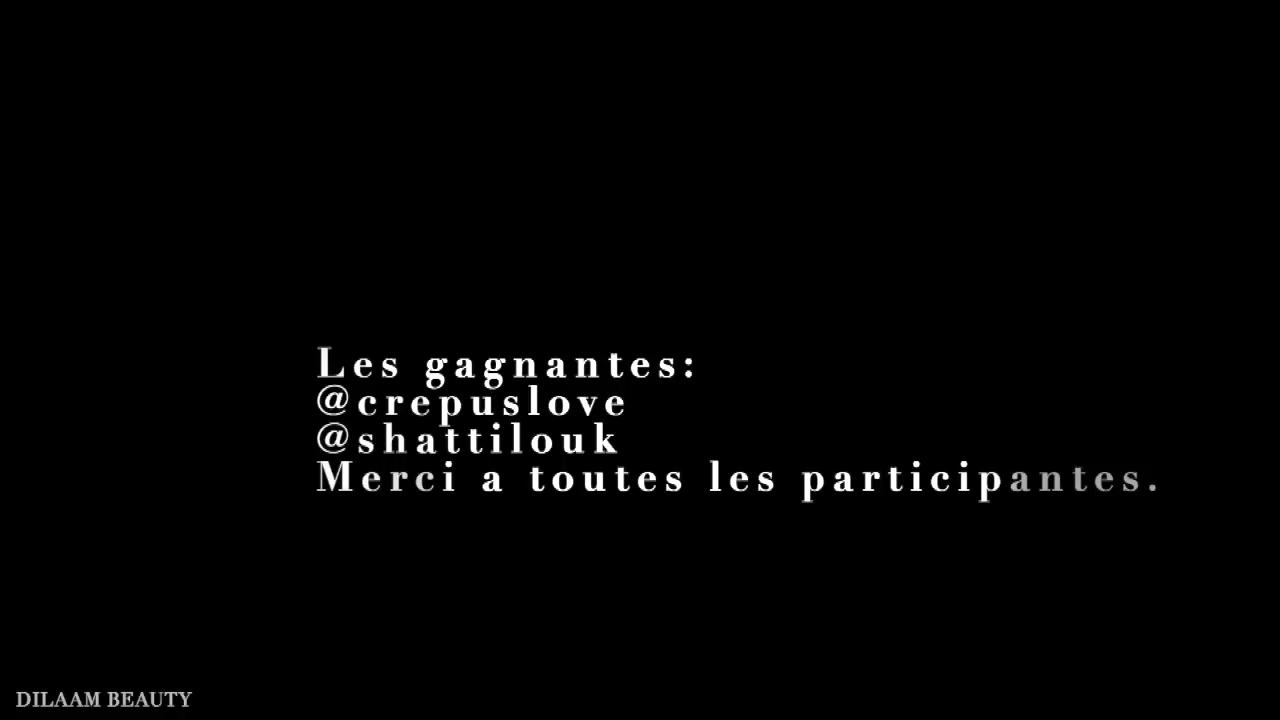 Les gagnantes:
@crepuslove
@shattilouk
Merci a toutes les participantes.
DILAAM BEAUTY